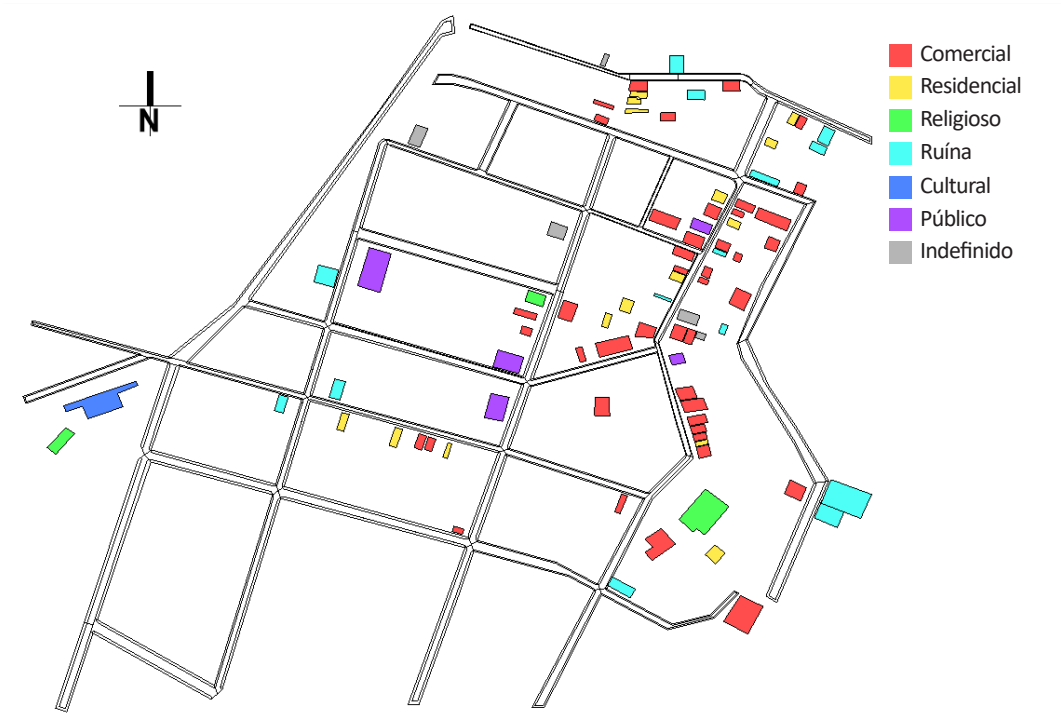 N
Comercial
Residencial
Religioso
Ruína
Cultural
Público
Indefinido